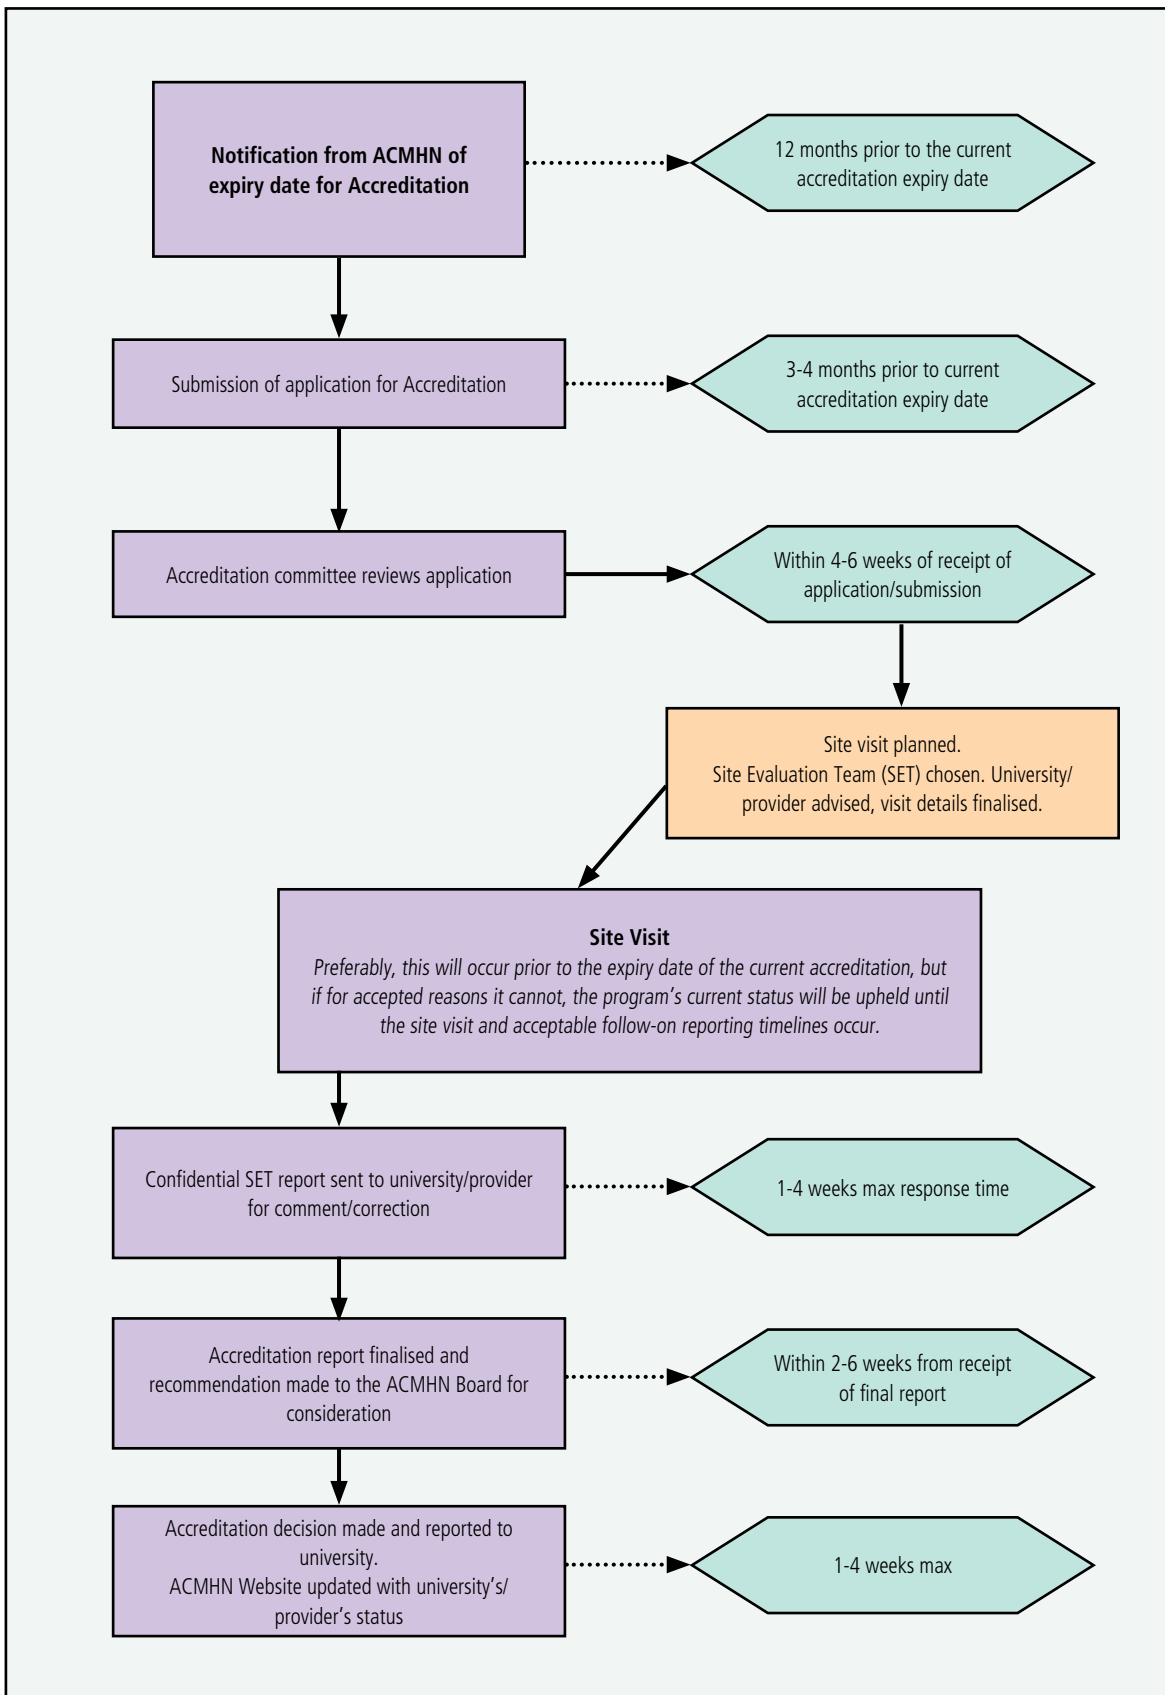 Notification from ACMHN of
expiry date for Accreditation
12 months prior to the current
accreditation expiry date
Submission of application for Accreditation
3-4 months prior to current
accreditation expiry date
Accreditation committee reviews application
Within 4-6 weeks of receipt of
application/submission
Site visit planned.
Site Evaluation Team (SET) chosen. University/
provider advised, visit details finalised.
Site Visit
Preferably, this will occur prior to the expiry date of the current accreditation, but
if for accepted reasons it cannot, the program's current status will be upheld until
the site visit and acceptable follow-on reporting timelines occur.
Confidential SET report sent to university/provider
for comment/correction
1-4 weeks max response time
Accreditation report finalised and
recommendation made to the ACMHN Board for
consideration
Within 2-6 weeks from receipt
of final report
Accreditation decision made and reported to
university.
ACMHN Website updated with university's/
provider's status
1-4 weeks max